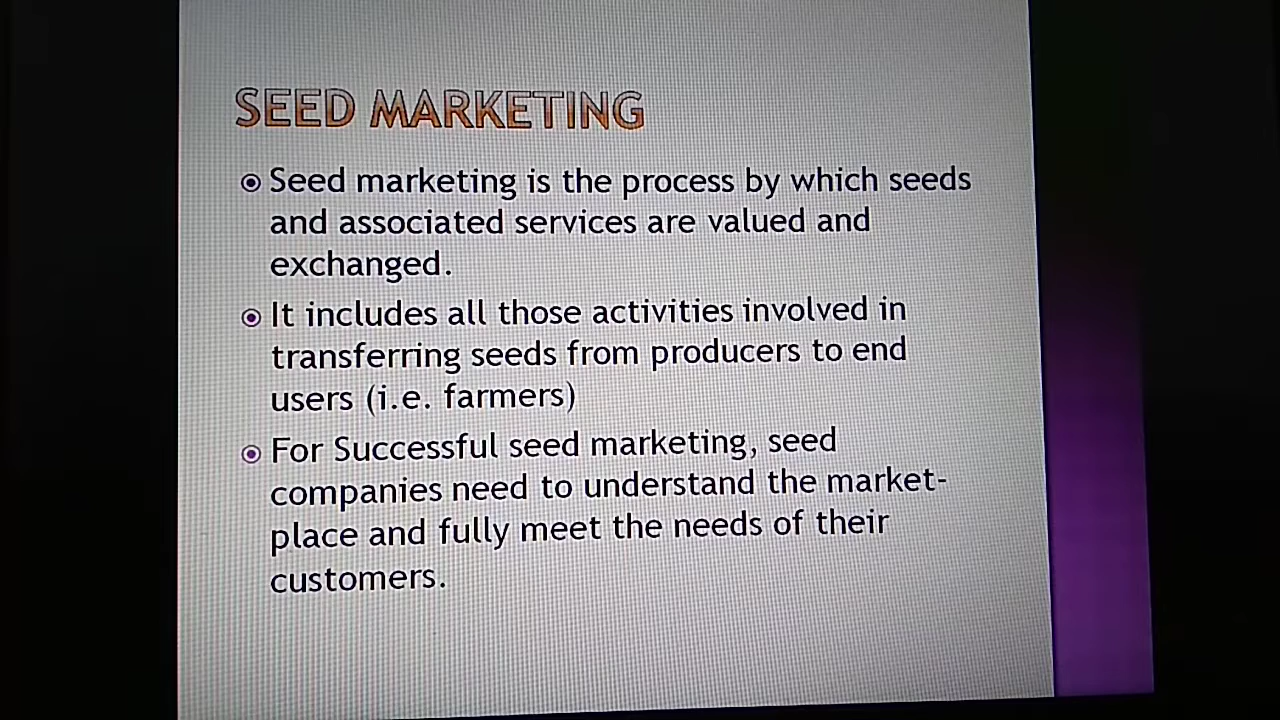 SEED MARKETING
Seed marketing is the process by which seeds
and associated services are valued and
exchanged.
It includes all those activities involved in
transferring seeds from producers to end
users (i.e. farmers)
For Successful seed marketing, seed
companies need to understand the market-
place and fully meet the needs of their
customers.